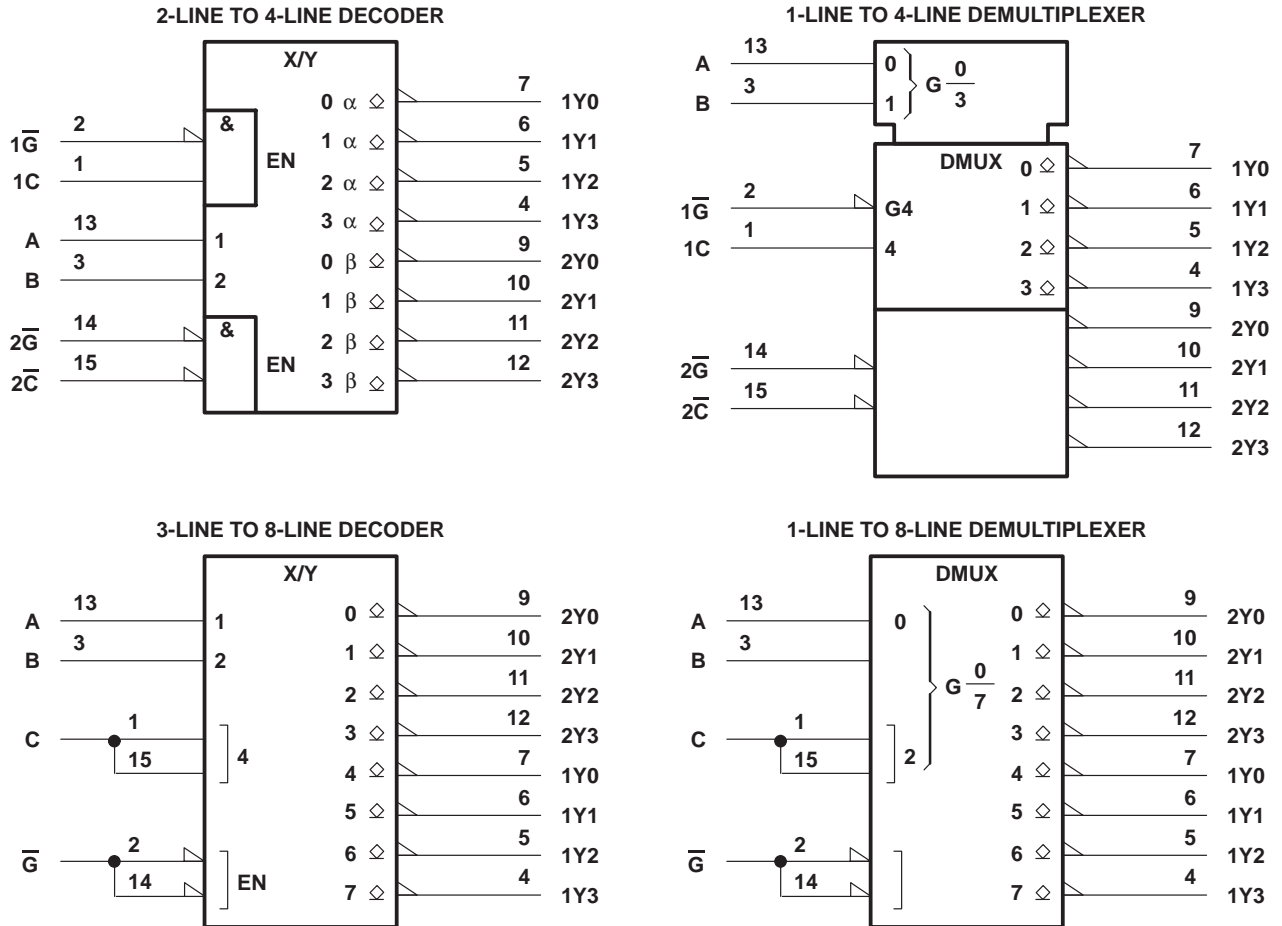 2-LINE TO 4-LINE DECODER
X/Y
1G̅ 2 & EN
1C 1
A 13 1
B 3 2
2G̅ 14 & EN
2C̅ 15
0 α 7 1Y0
1 α 6 1Y1
2 α 5 1Y2
3 α 4 1Y3
0 β 9 2Y0
1 β 10 2Y1
2 β 11 2Y2
3 β 12 2Y3
1-LINE TO 4-LINE DEMULTIPLEXER
A 13 0
B 3 1
G 0/3
DMUX
1G̅ 2 G4
1C 1 4
2G̅ 14
2C̅ 15
0 7 1Y0
1 6 1Y1
2 5 1Y2
3 4 1Y3
9 2Y0
10 2Y1
11 2Y2
12 2Y3
3-LINE TO 8-LINE DECODER
X/Y
A 13 1
B 3 2
C 1 15 4
G̅ 2 14 EN
0 9 2Y0
1 10 2Y1
2 11 2Y2
3 12 2Y3
4 7 1Y0
5 6 1Y1
6 5 1Y2
7 4 1Y3
1-LINE TO 8-LINE DEMULTIPLEXER
DMUX
A 13 0
B 3
C 1 15 2
G 0/7
G̅ 2 14
0 9 2Y0
1 10 2Y1
2 11 2Y2
3 12 2Y3
4 7 1Y0
5 6 1Y1
6 5 1Y2
7 4 1Y3